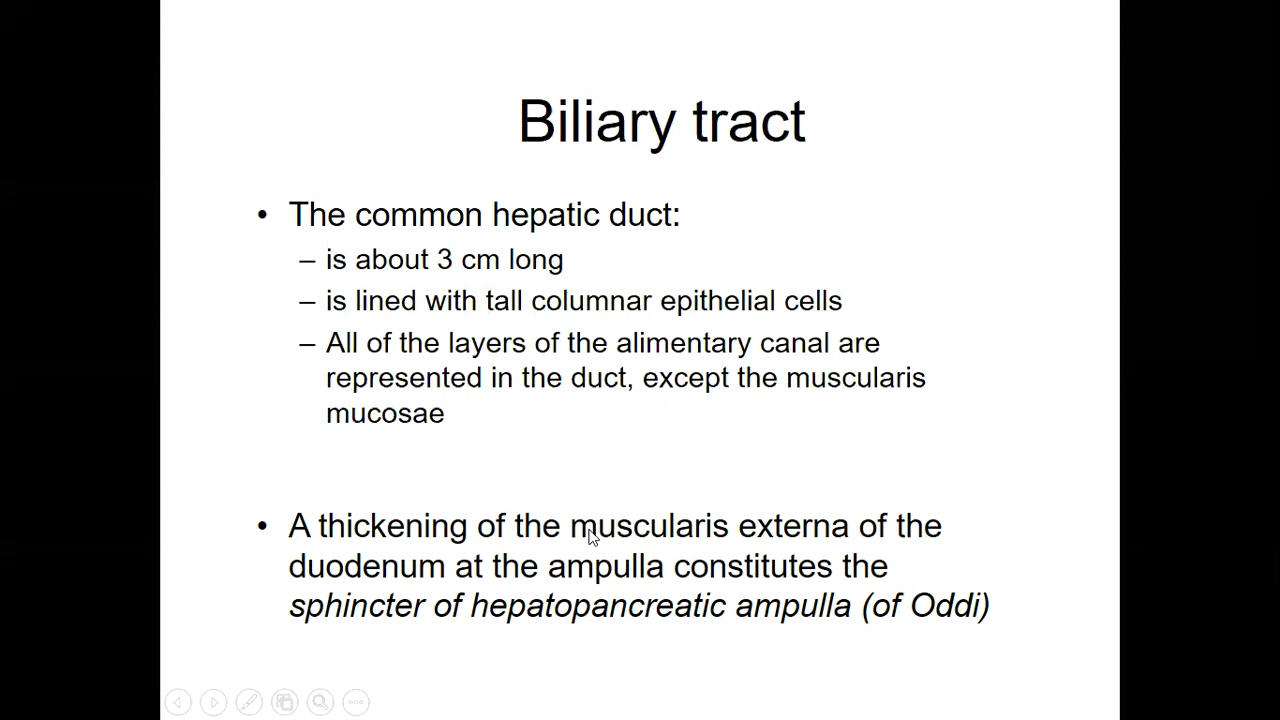 Biliary tract
• The common hepatic duct:
– is about 3 cm long
– is lined with tall columnar epithelial cells
– All of the layers of the alimentary canal are
represented in the duct, except the muscularis
mucosae
• A thickening of the muscularis externa of the
duodenum at the ampulla constitutes the
sphincter of hepatopancreatic ampulla (of Oddi)